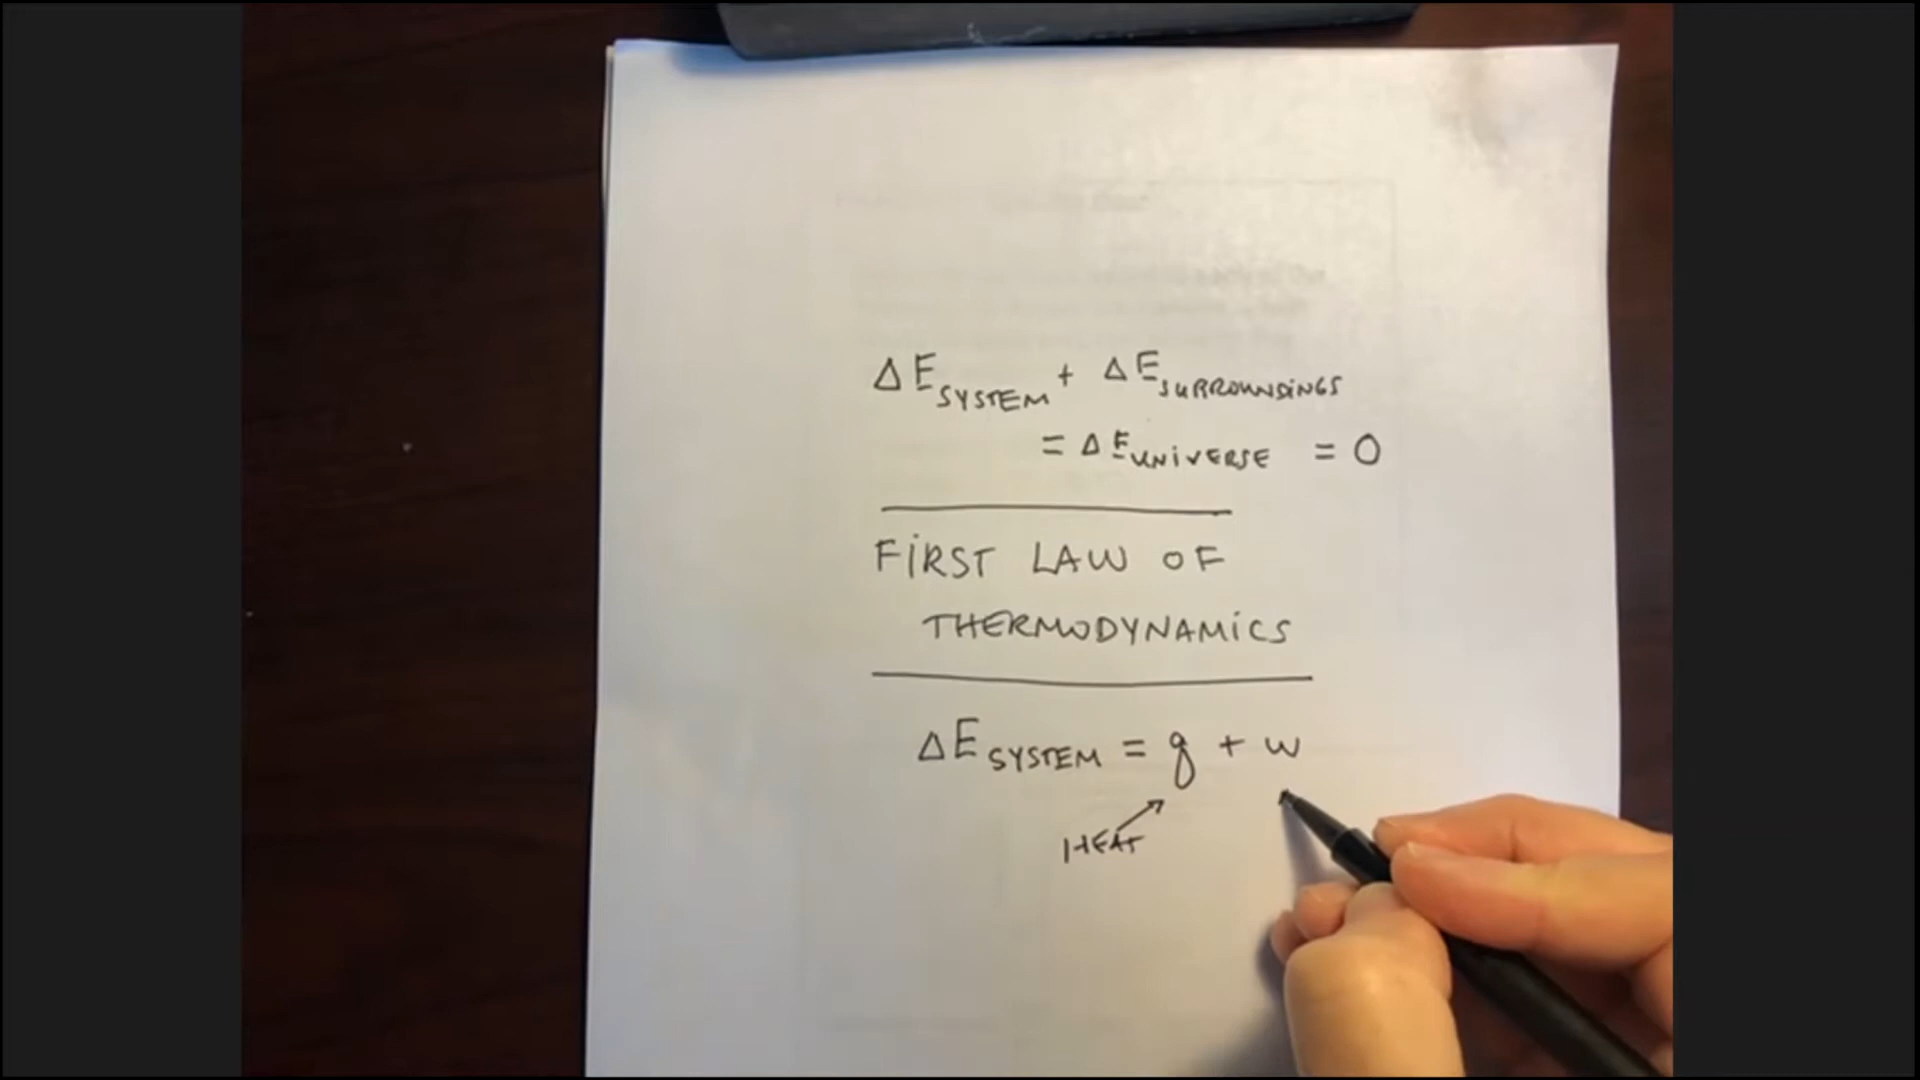 ΔE SYSTEM + ΔE SURROUNDINGS
= ΔE UNIVERSE = 0
FIRST LAW OF
THERMODYNAMICS
ΔE SYSTEM = q + w
HEAT